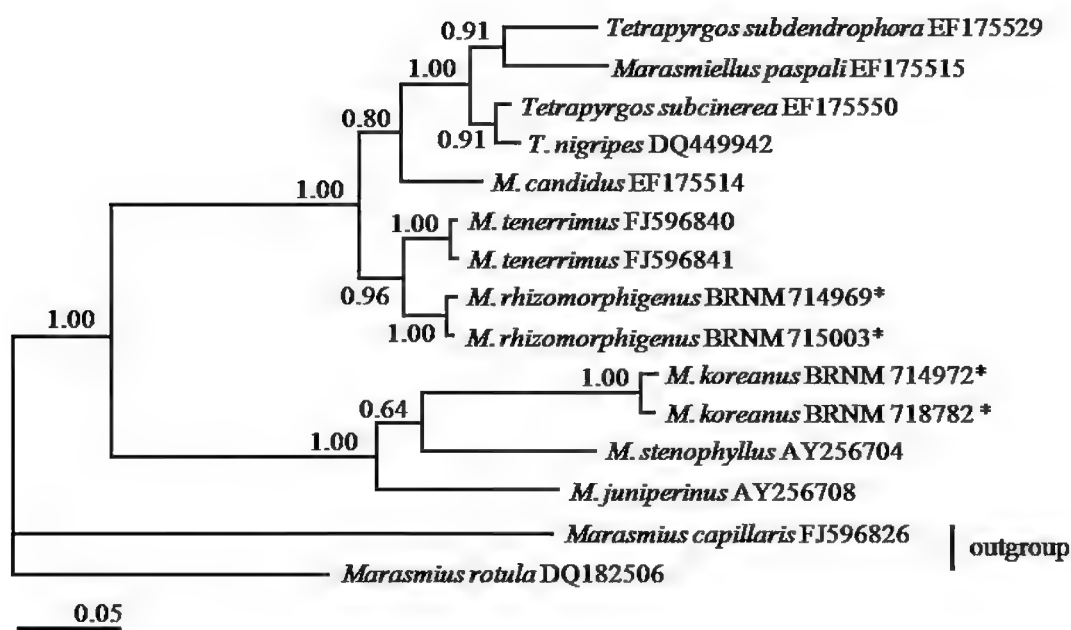 0.91
Tetrapyrgos subdendrophora EF175529
1.00
Marasmiellus paspali EF175515
0.80
Tetrapyrgos subcinerea EF175550
0.91
T. nigripes DQ449942
1.00
M. candidus EF175514
1.00
M. tenerrimus FJ596840
M. tenerrimus FJ596841
0.96
M. rhizomorphigenus BRNM 714969*
1.00
M. rhizomorphigenus BRNM 715003*
1.00
1.00
M. koreanus BRNM 714972*
0.64
M. koreanus BRNM 718782 *
1.00
M. stenophyllus AY256704
M. juniperinus AY256708
Marasmius capillaris FJ596826
outgroup
Marasmius rotula DQ182506
0.05